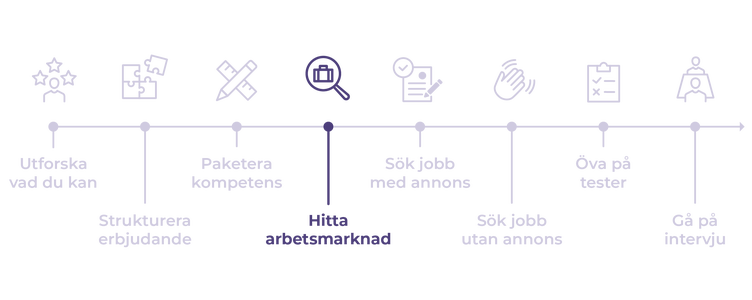 Utforska
vad du kan
Strukturera
erbjudande
Paketera
kompetens
Hitta
arbetsmarknad
Sök jobb
med annons
Sök jobb
utan annons
Öva på
tester
Gå på
intervju